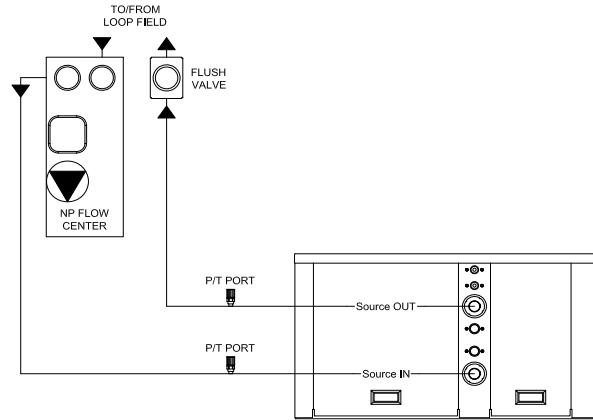 TO/FROM
LOOP FIELD
FLUSH
VALVE
NP FLOW
CENTER
P/T PORT
Source OUT
P/T PORT
Source IN